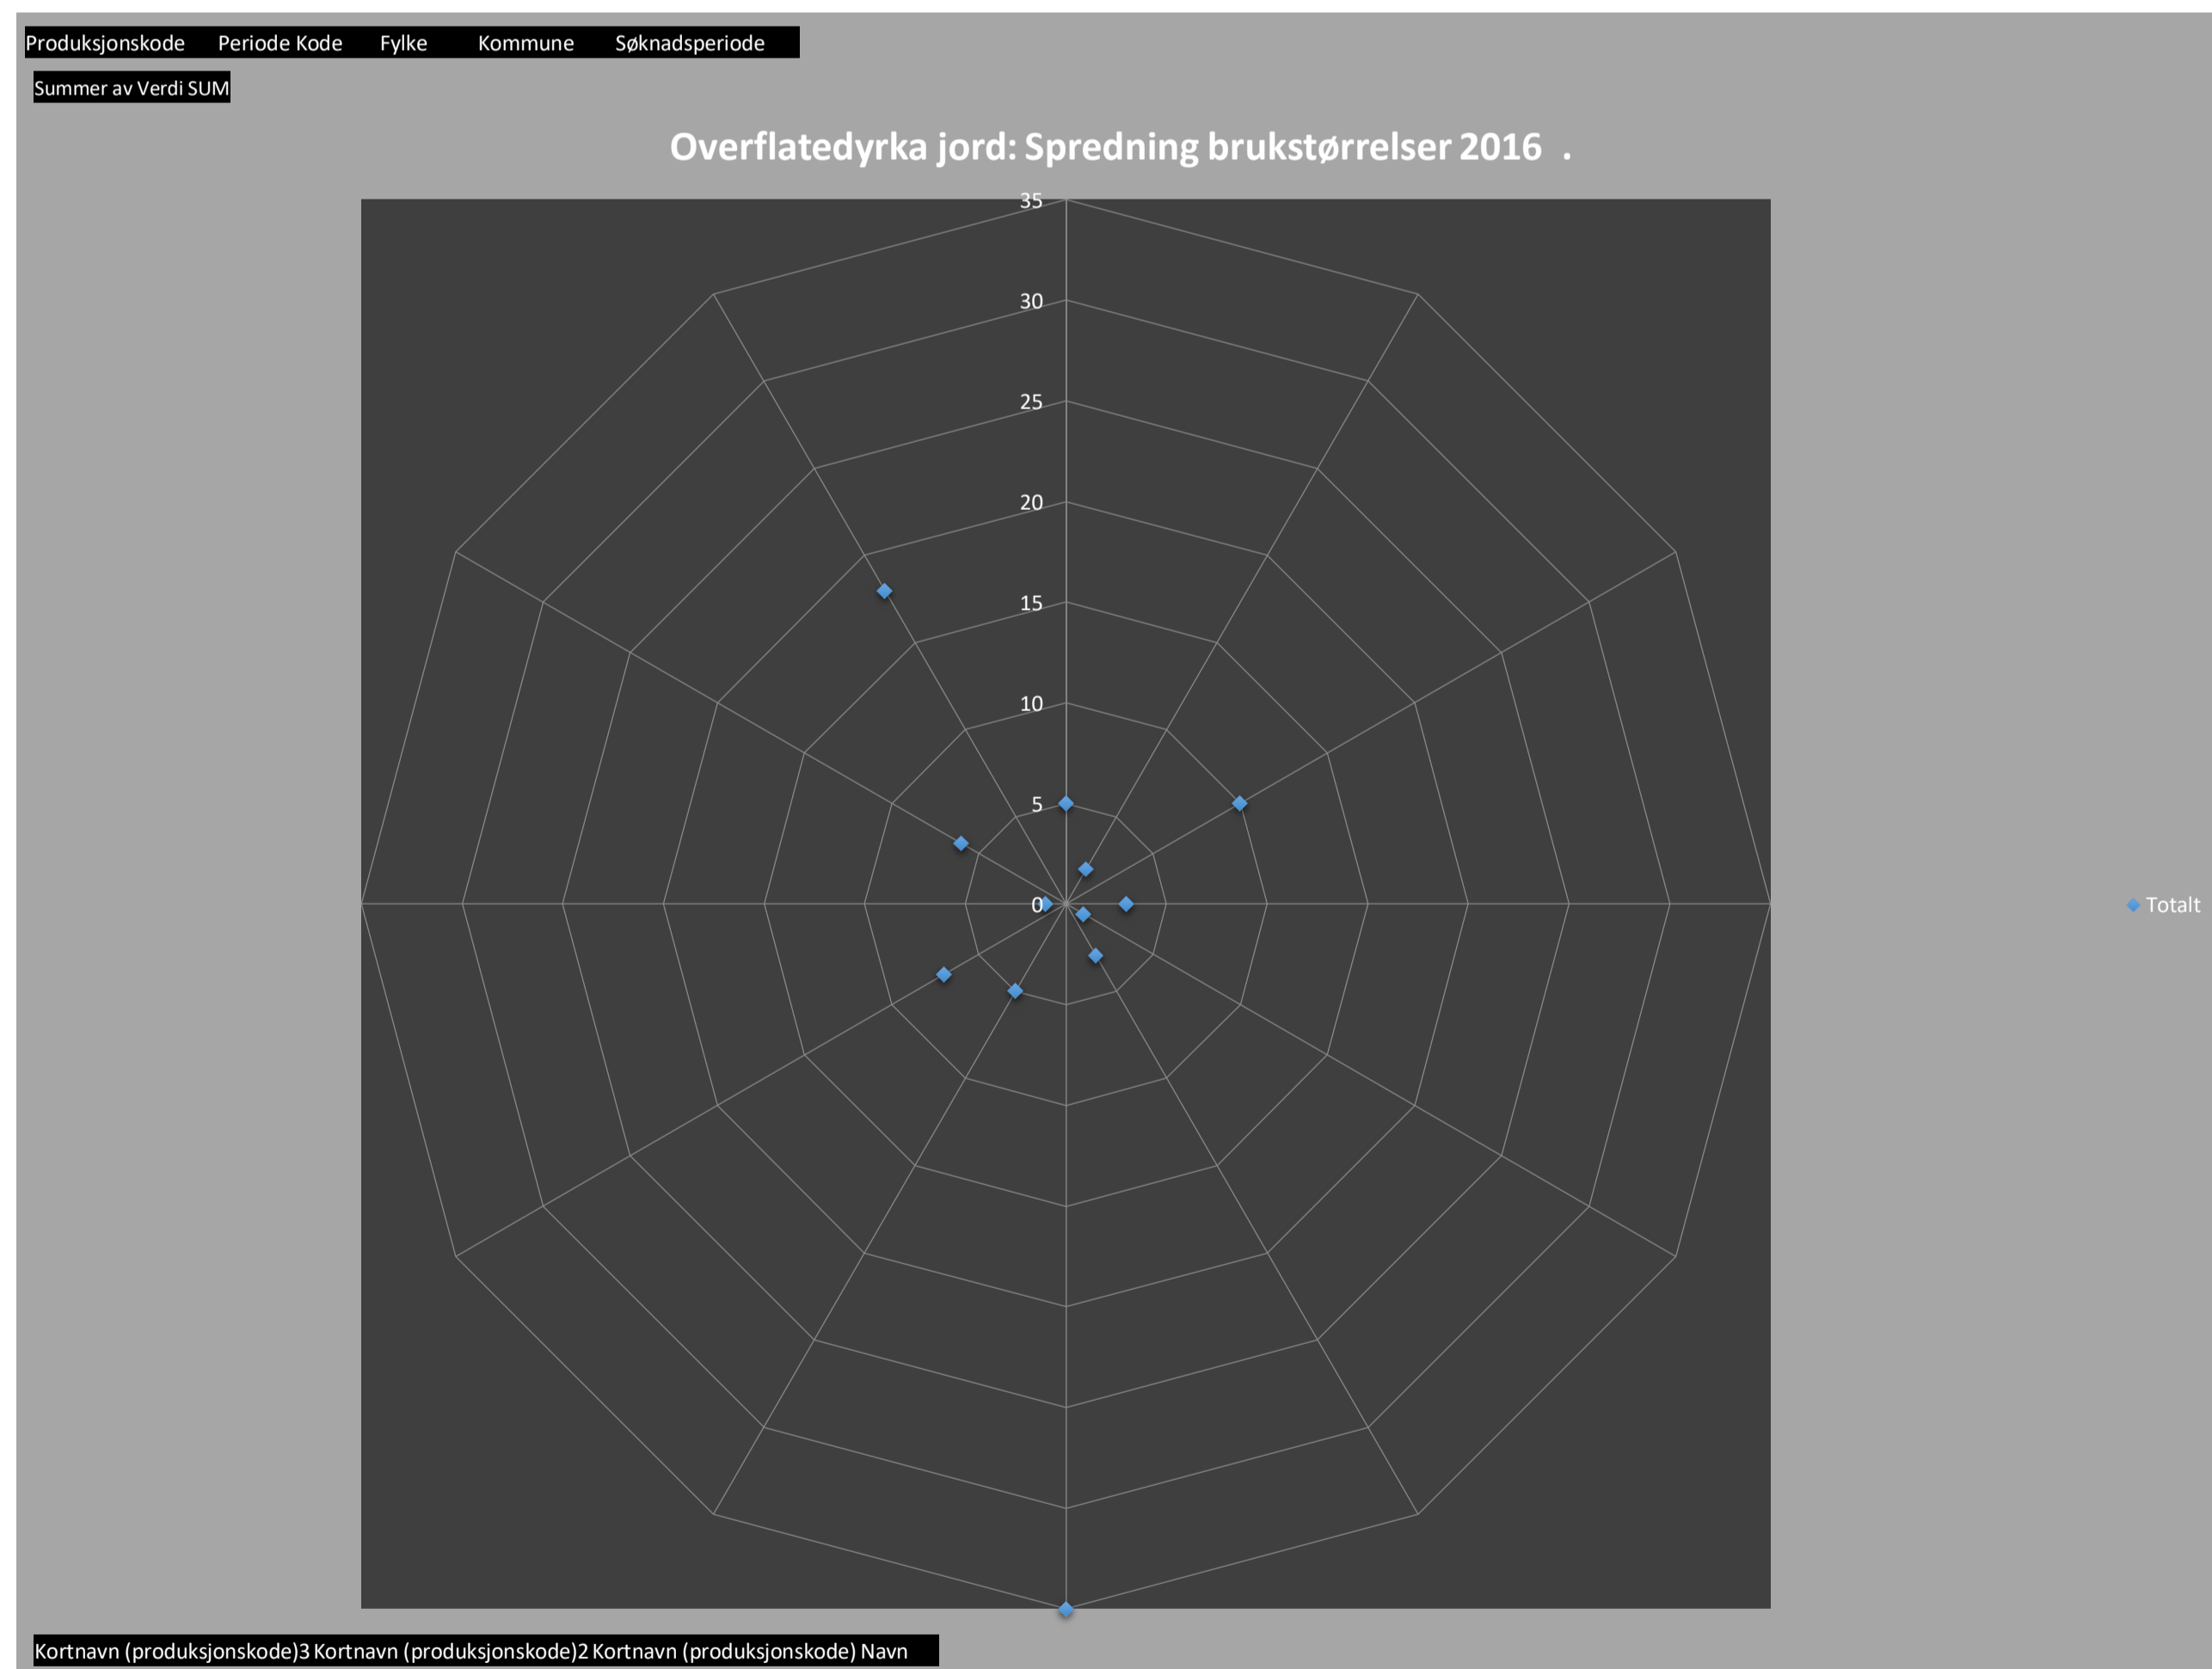 Produksjonskode Periode Kode Fylke Kommune Søknadsperiode
Summer av Verdi SUM
Overflatedyrka jord: Spredning brukstørrelser 2016 .
35
30
25
20
15
10
5
0
Totalt
Kortnavn (produksjonskode)3 Kortnavn (produksjonskode)2 Kortnavn (produksjonskode) Navn